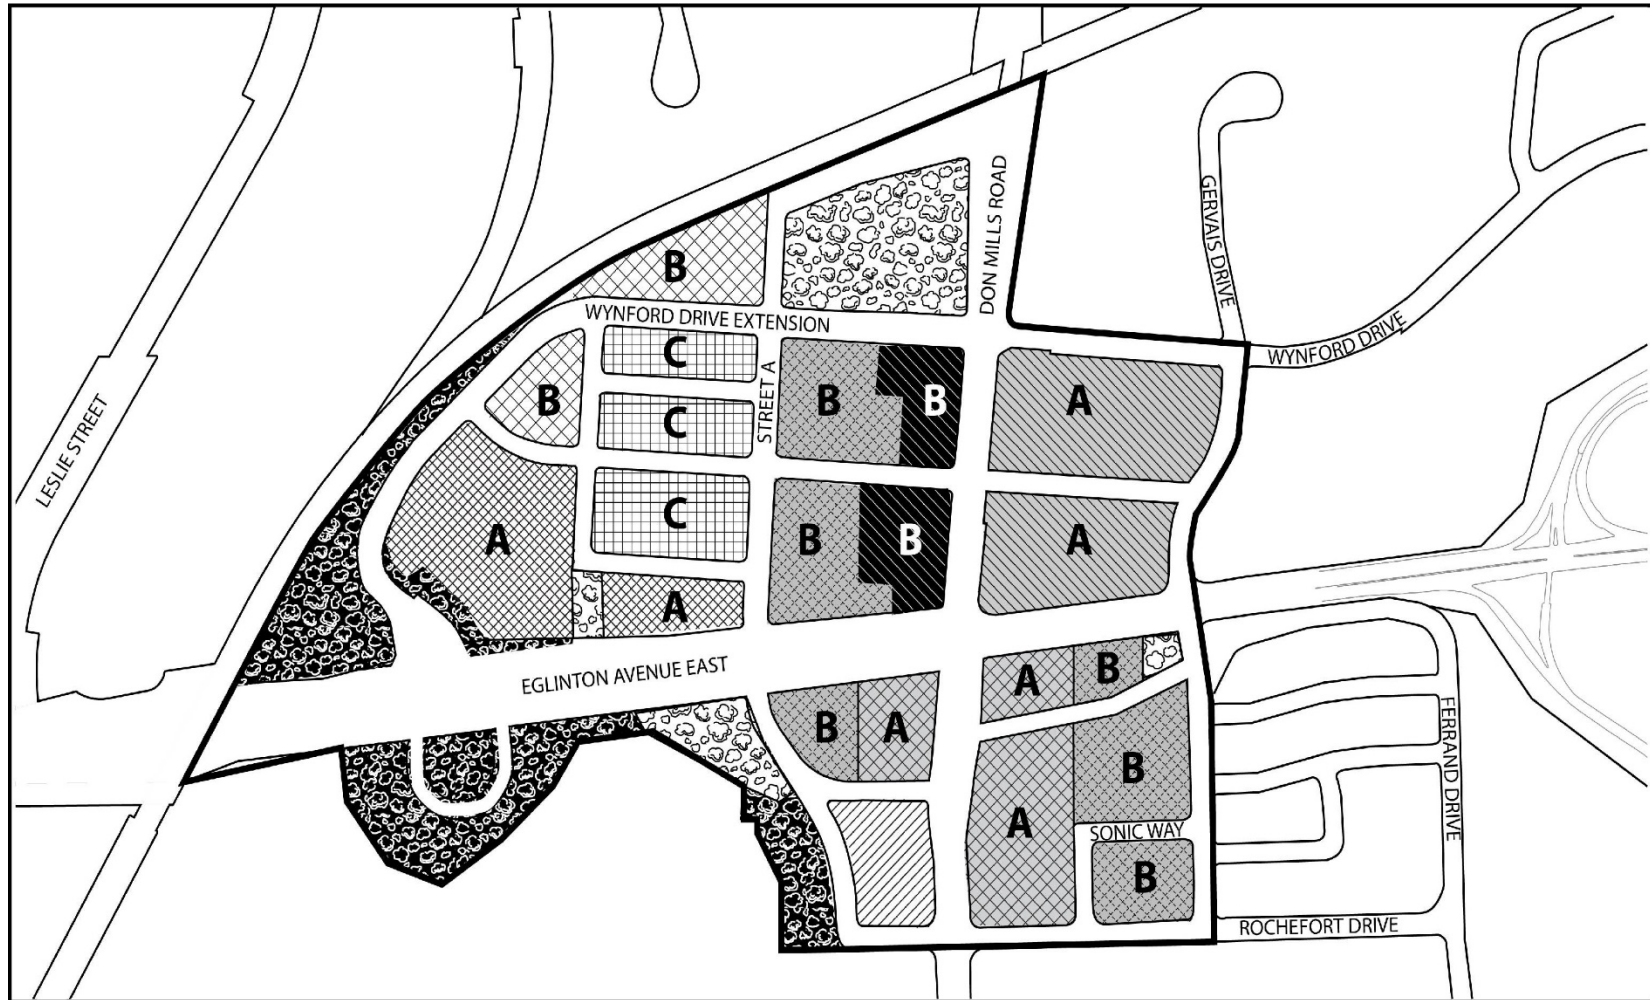 DON MILLS ROAD
GERVAIS DRIVE
B
WYNFORD DRIVE EXTENSION
WYNFORD DRIVE
C
B
STREET A
B
B
A
C
LESLIE STREET
A
C
B
B
A
A
EGLINTON AVENUE EAST
B
A
A
B
FERRAND DRIVE
B
A
SONIC WAY
B
ROCHEFORT DRIVE